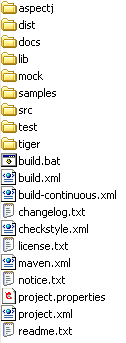 aspectj
dist
docs
lib
mock
samples
src
test
tiger
build.bat
build.xml
build-continuous.xml
changelog.txt
checkstyle.xml
license.txt
maven.xml
notice.txt
project.properties
project.xml
readme.txt